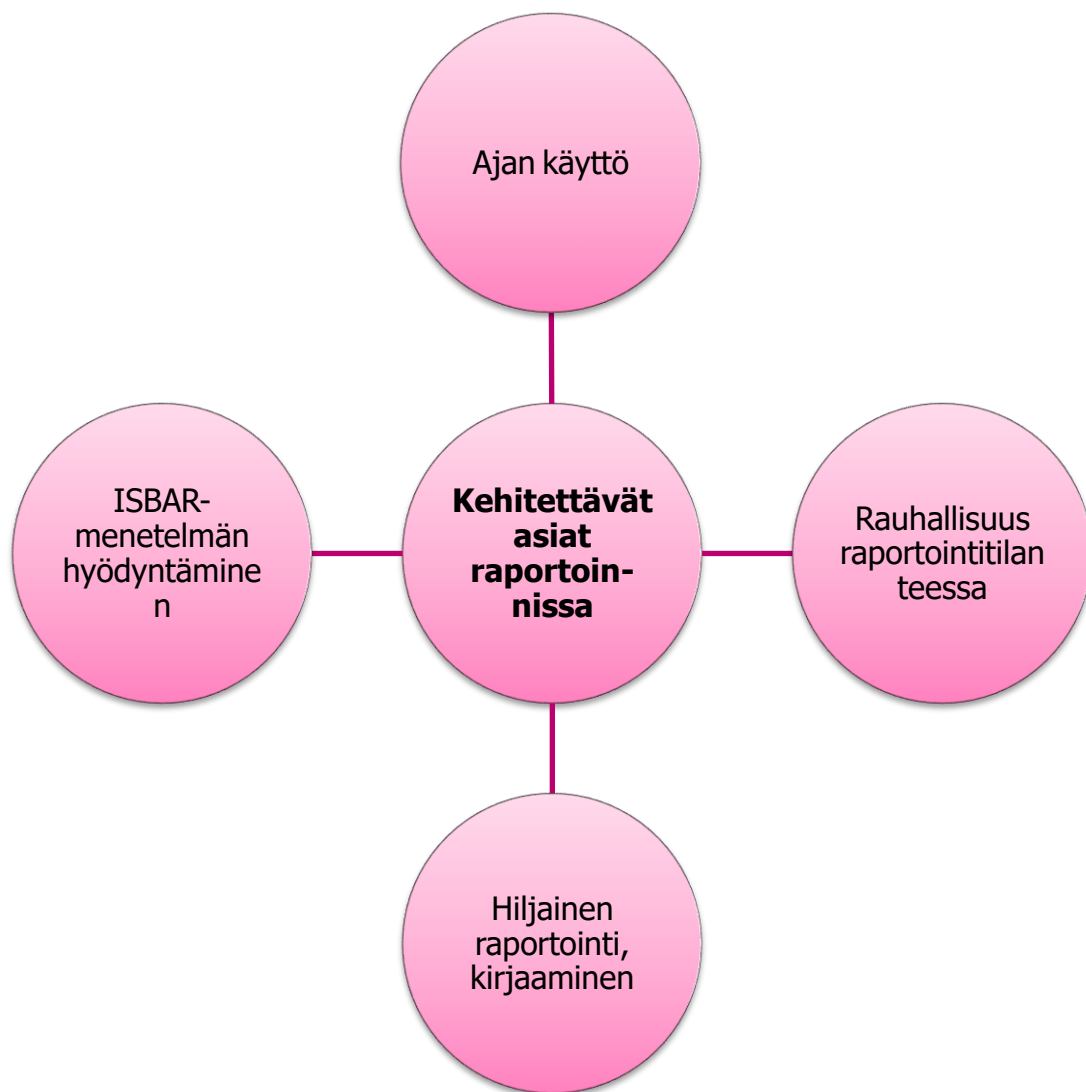 Ajan käyttö
ISBAR-
menetelmän
hyödyntämine
n
Kehitettävät
asiat
raportoin-
nissa
Rauhallisuus
raportointitilan
teessa
Hiljainen
raportointi,
kirjaaminen